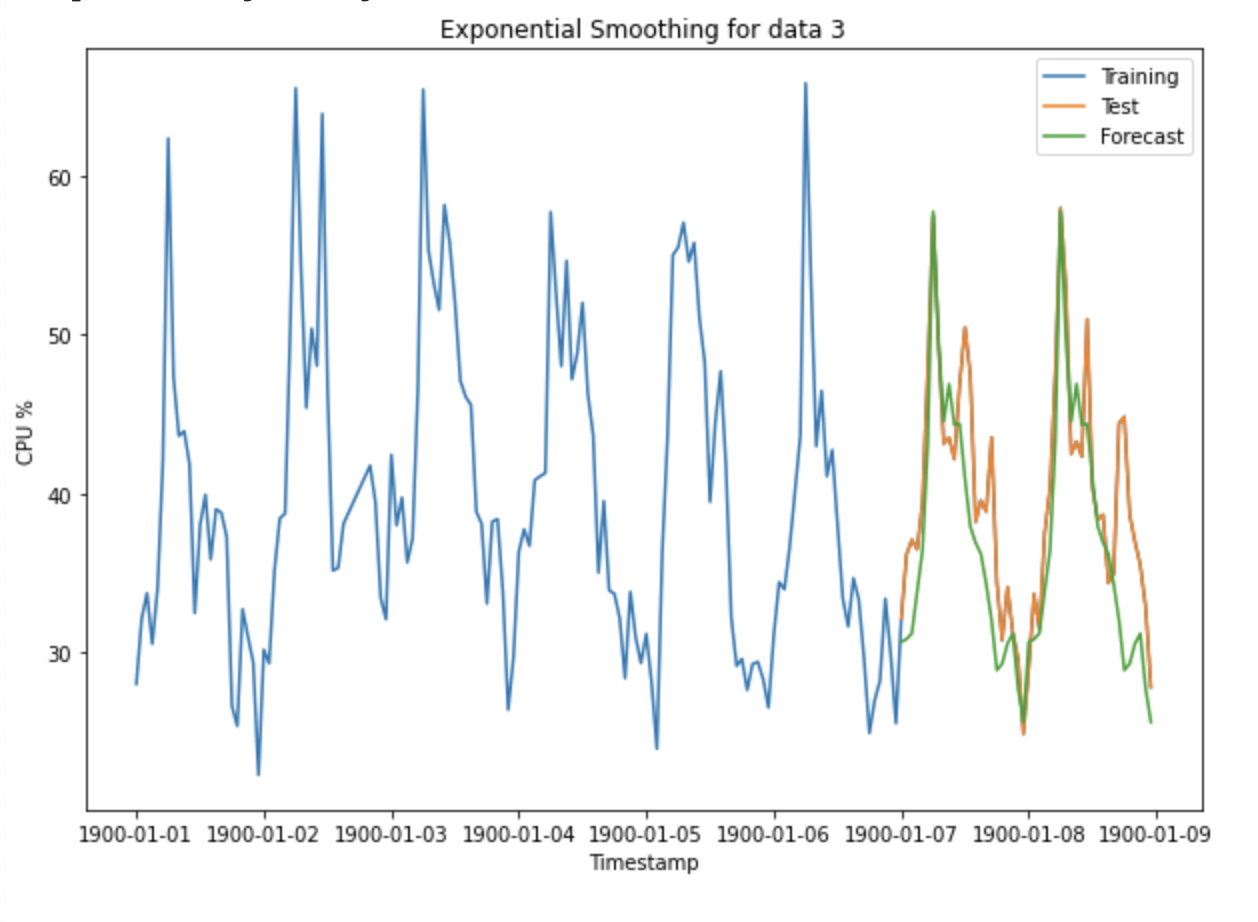 Exponential Smoothing for data 3
Training
Test
Forecast
CPU %
60
50
40
30
1900-01-01 1900-01-02 1900-01-03 1900-01-04 1900-01-05 1900-01-06 1900-01-07 1900-01-08 1900-01-09
Timestamp